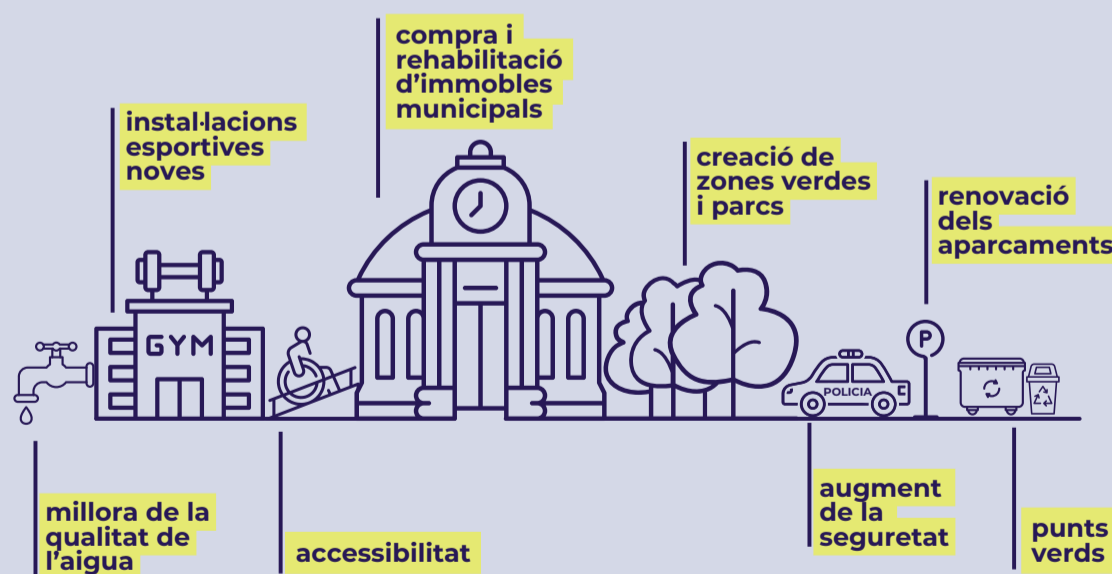 compra i
rehabilitació
d'immobles
municipals
instal·lacions
esportives
noves
creació de
zones verdes
i parcs
renovació
dels
aparcaments
GYM
P
POLICIA
millora de la
qualitat de
l'aigua
accessibilitat
augment
de la
seguretat
punts
verds